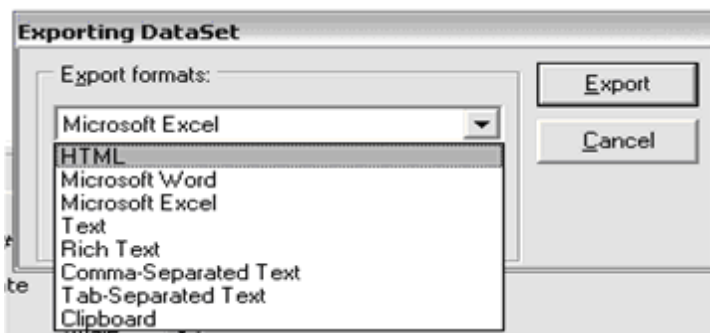 Exporting DataSet
Export formats:
Export
Microsoft Excel
Cancel
HTML
Microsoft Word
Microsoft Excel
Text
Rich Text
Comma-Separated Text
Tab-Separated Text
Clipboard